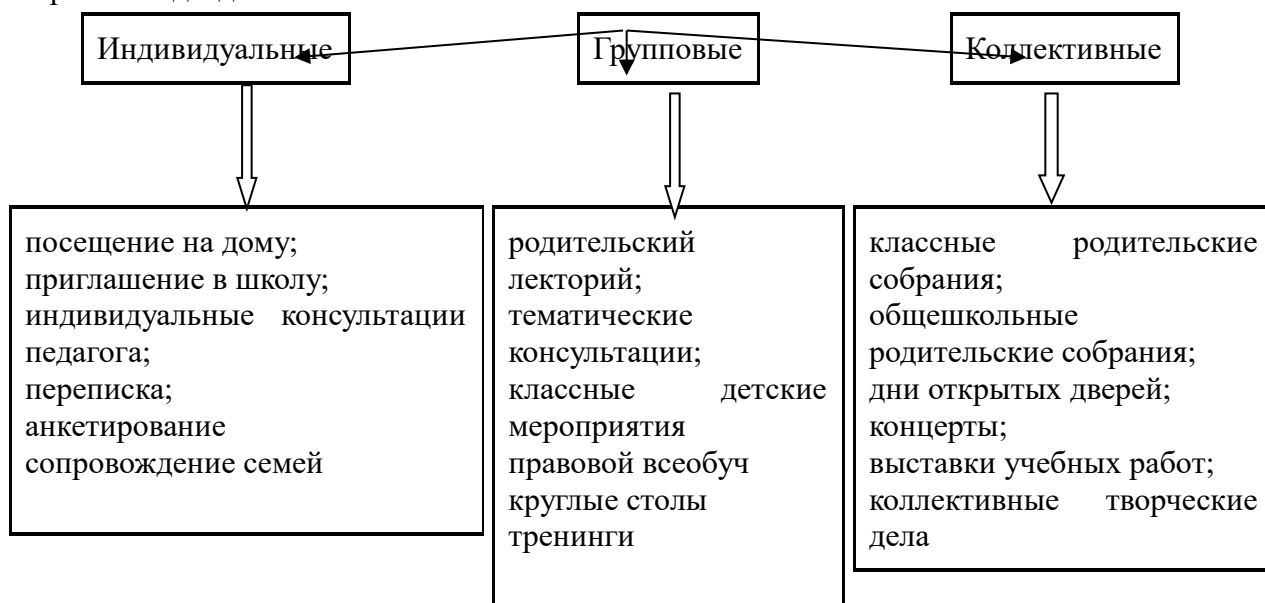 Индивидуальные
Групповые
Коллективные
посещение на дому;
приглашение в школу;
индивидуальные консультации
педагога;
переписка;
анкетирование
сопровождение семей
родительский
лекторий;
тематические
консультации;
классные детские
мероприятия
правовой всеобуч
круглые столы
тренинги
классные родительские
собрания;
общешкольные
родительские собрания;
дни открытых дверей;
концерты;
выставки учебных работ;
коллективные творческие
дела